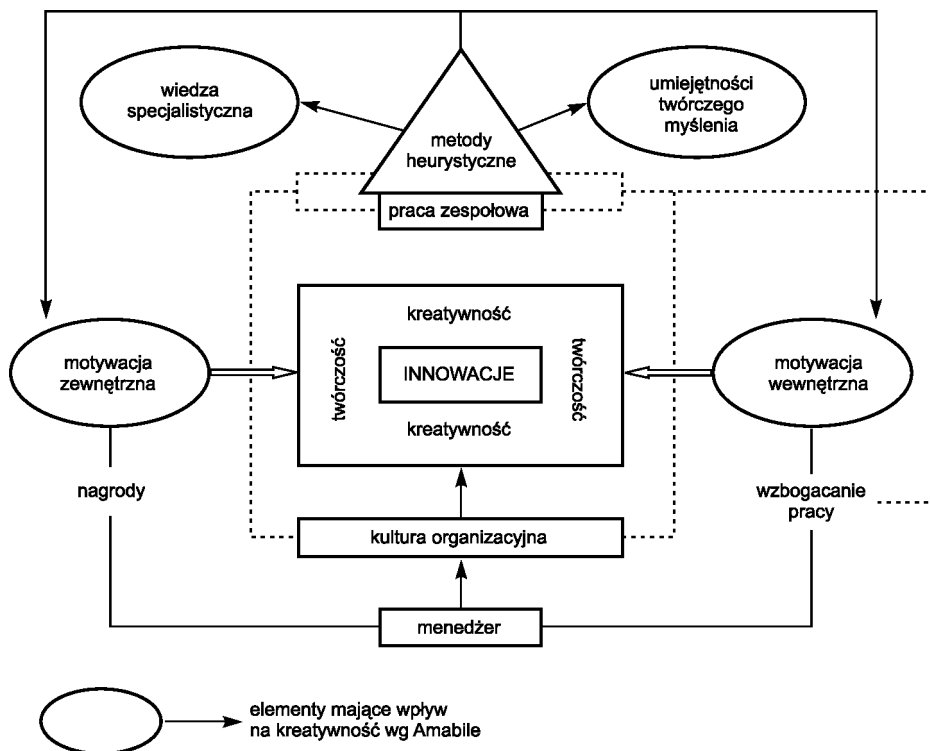 wiedza
specjalistyczna
umiejętności
twórczego
myślenia
metody
heurystyczne
praca zespołowa
kreatywność
twórczość
INNOWACJE
twórczość
kreatywność
motywacja
zewnętrzna
motywacja
wewnętrzna
nagrody
wzbogacanie
pracy
kultura organizacyjna
menedżer
elementy mające wpływ
na kreatywność wg Amabile